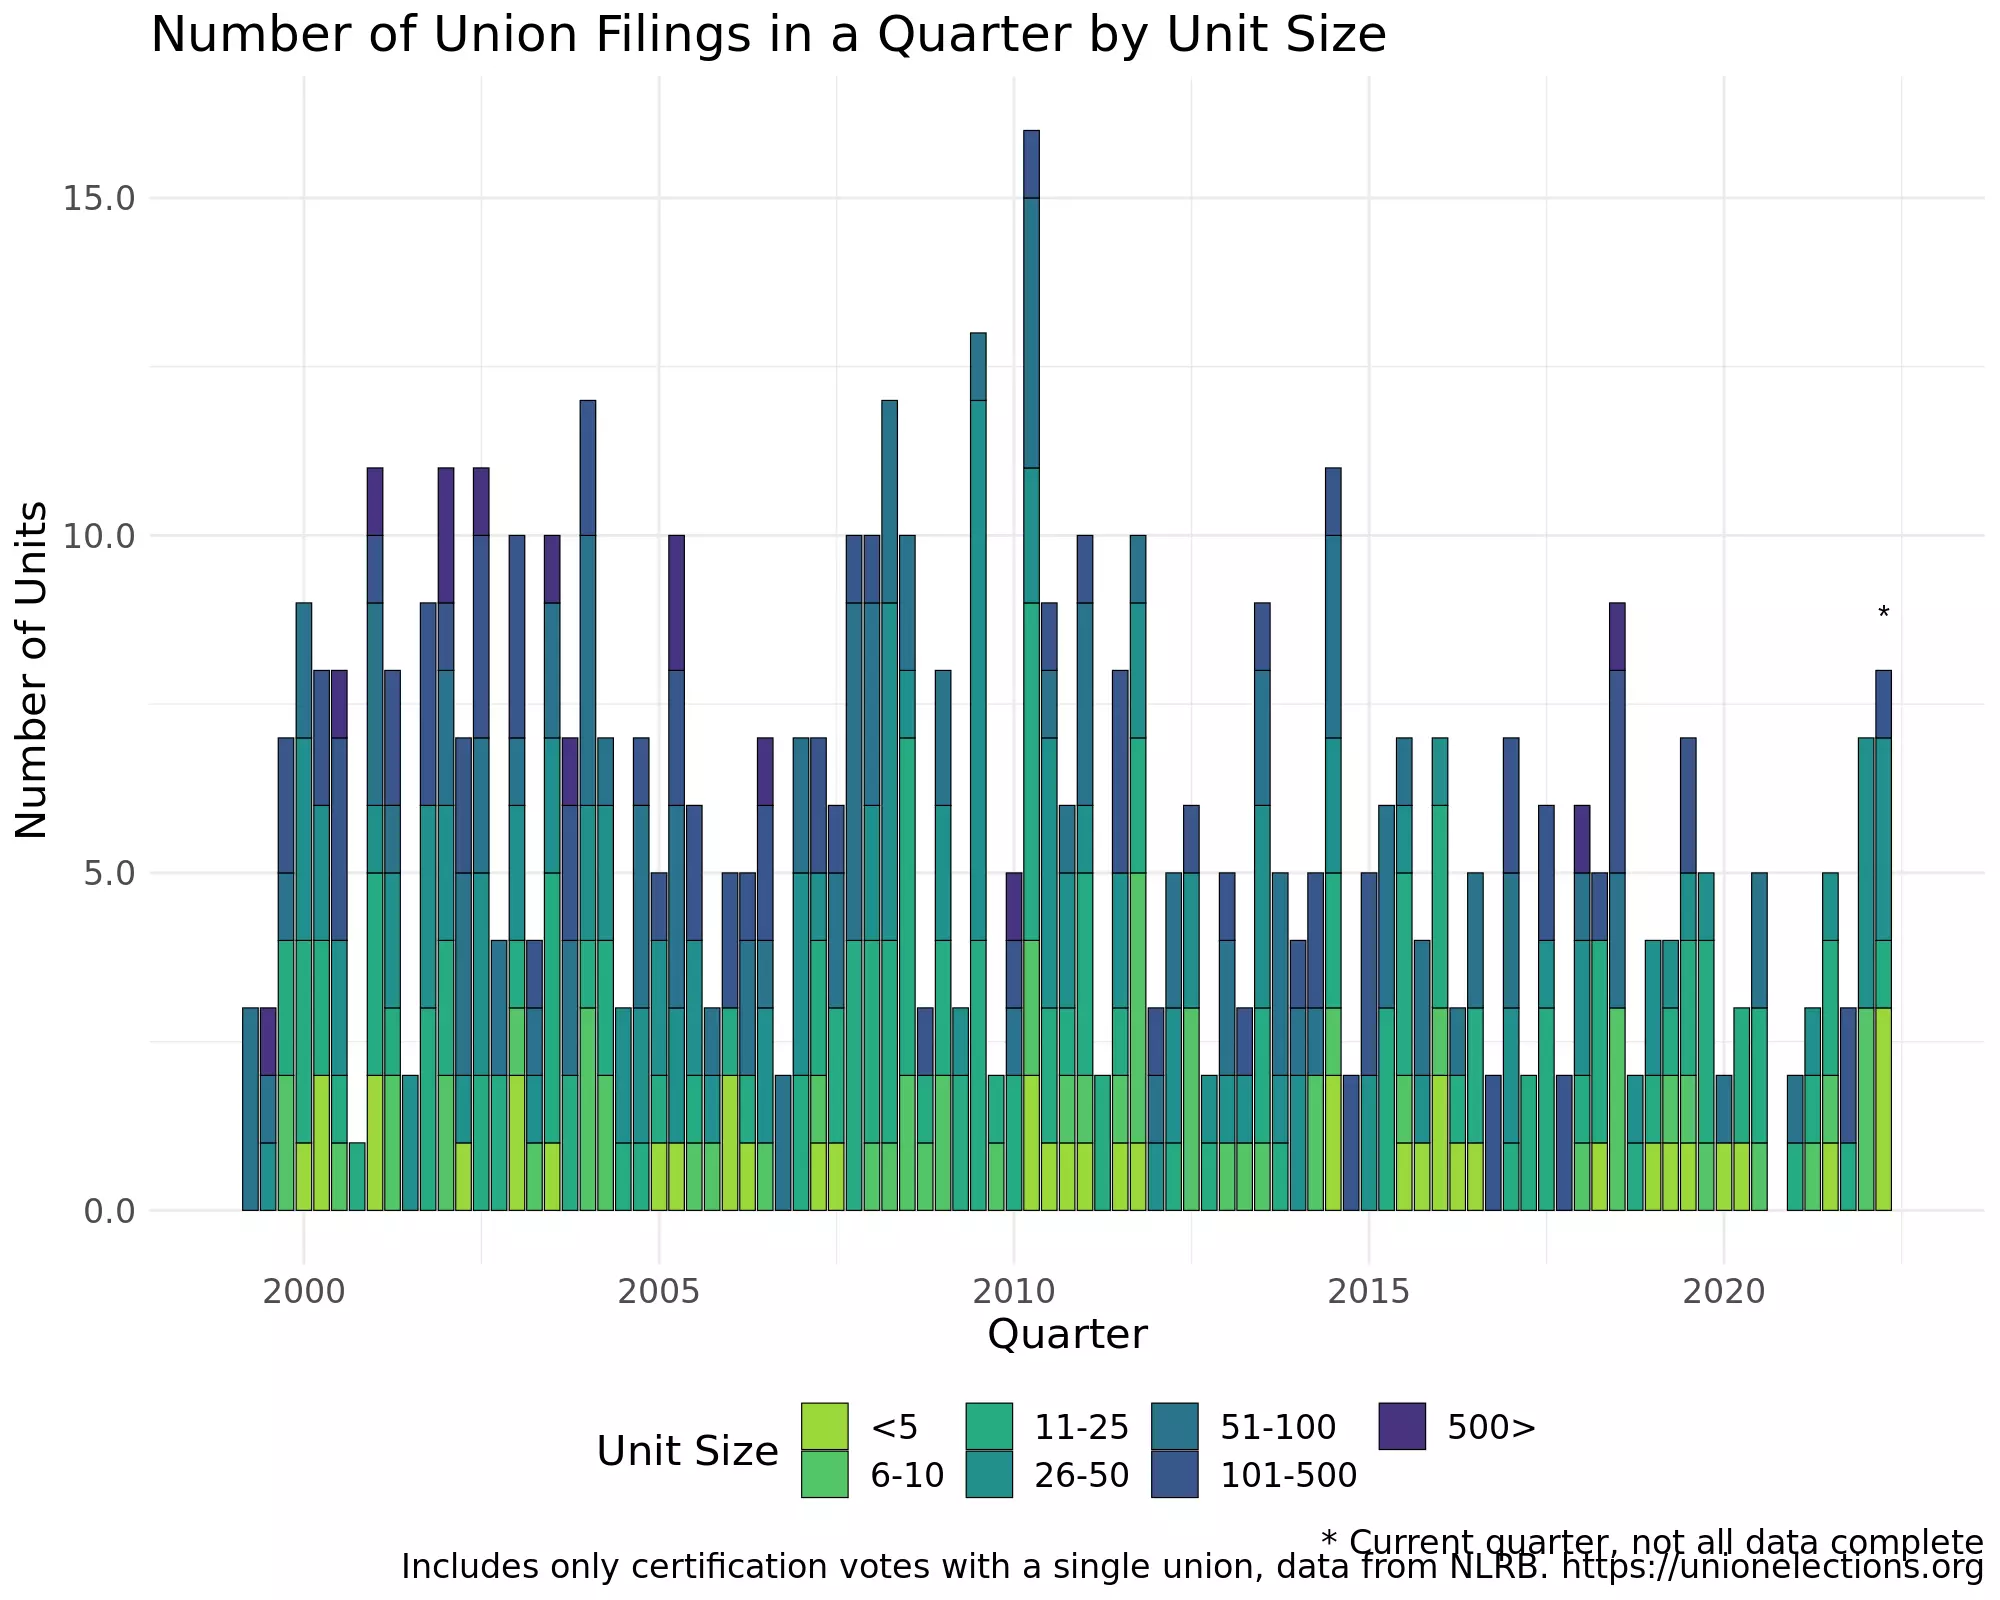 Number of Union Filings in a Quarter by Unit Size
Number of Units
15.0
10.0
5.0
0.0
*
2000 2005 2010 2015 2020
Quarter
Unit Size
<5 11-25 51-100 500>
6-10 26-50 101-500
* Current quarter, not all data complete
Includes only certification votes with a single union, data from NLRB. https://unionelections.org